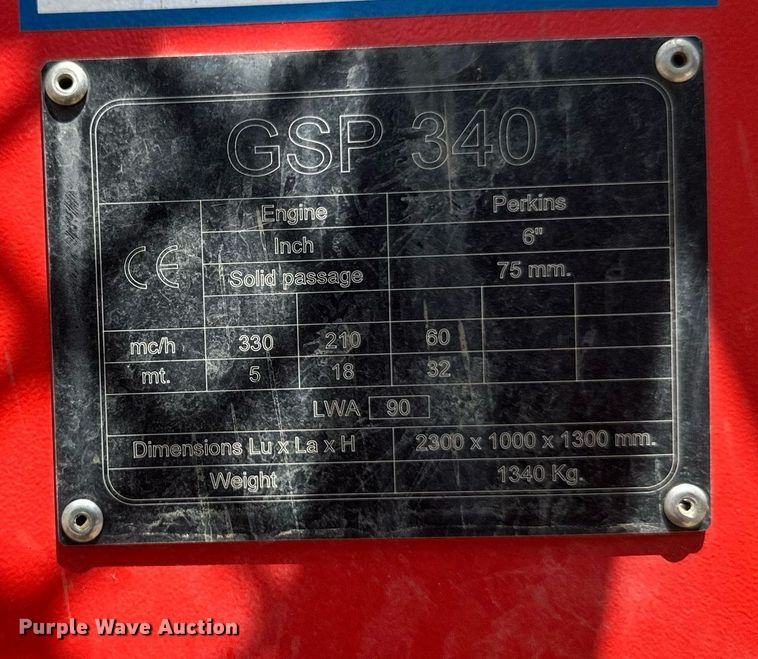 GSP 340
CE
Engine Perkins
Inch 6"
Solid passage 75 mm.
mc/h 330 210 60
mt. 5 18 32
LWA 90
Dimensions Lu x La x H 2300 x 1000 x 1300 mm.
Weight 1340 Kg.
Purple Wave Auction